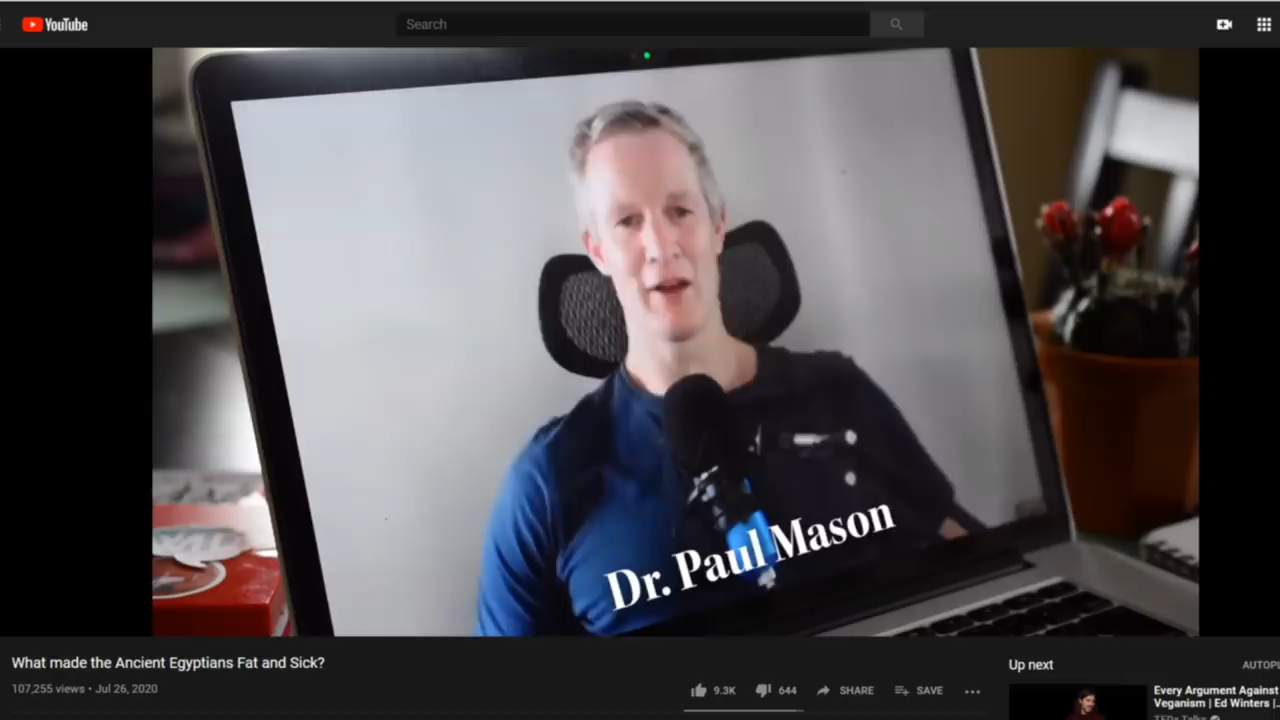 YouTube
Search
Dr. Paul Mason
What made the Ancient Egyptians Fat and Sick?
107,255 views • Jul 26, 2020
9.3K
644
SHARE
SAVE
Up next
AUTOPL
Every Argument Against
Veganism | Ed Winters |